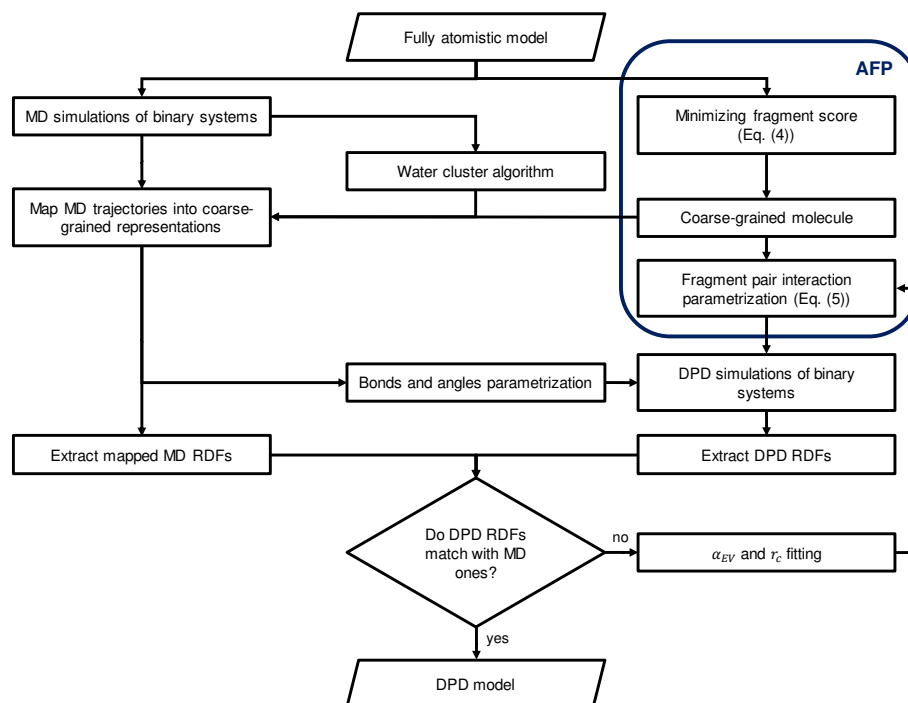 Fully atomistic model
AFP
MD simulations of binary systems
Minimizing fragment score
(Eq. (4))
Water cluster algorithm
Map MD trajectories into coarse-
grained representations
Coarse-grained molecule
Fragment pair interaction
parametrization (Eq. (5))
Bonds and angles parametrization
DPD simulations of binary
systems
Extract mapped MD RDFs
Extract DPD RDFs
Do DPD RDFs
match with MD
ones?
no
α_EV and r_c fitting
yes
DPD model